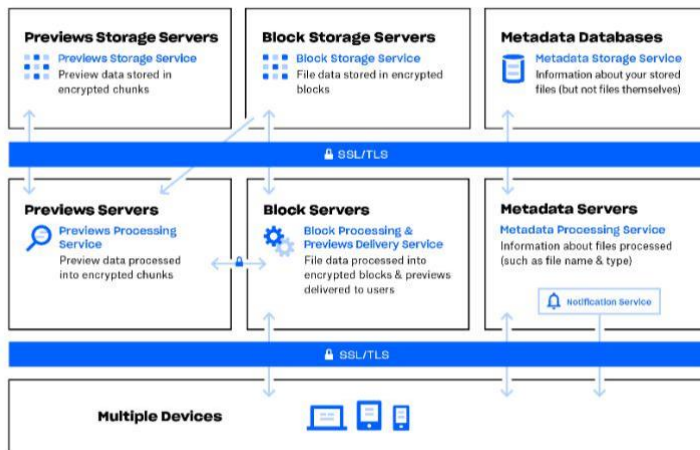 Previews Storage Servers
Previews Storage Service
Preview data stored in
encrypted chunks
Block Storage Servers
Block Storage Service
File data stored in encrypted
blocks
Metadata Databases
Metadata Storage Service
Information about your stored
files (but not files themselves)
SSL/TLS
Previews Servers
Previews Processing
Service
Preview data processed
into encrypted chunks
Block Servers
Block Processing &
Previews Delivery Service
File data processed into
encrypted blocks & previews
delivered to users
Metadata Servers
Metadata Processing Service
Information about files processed
(such as file name & type)
Notification Service
SSL/TLS
Multiple Devices